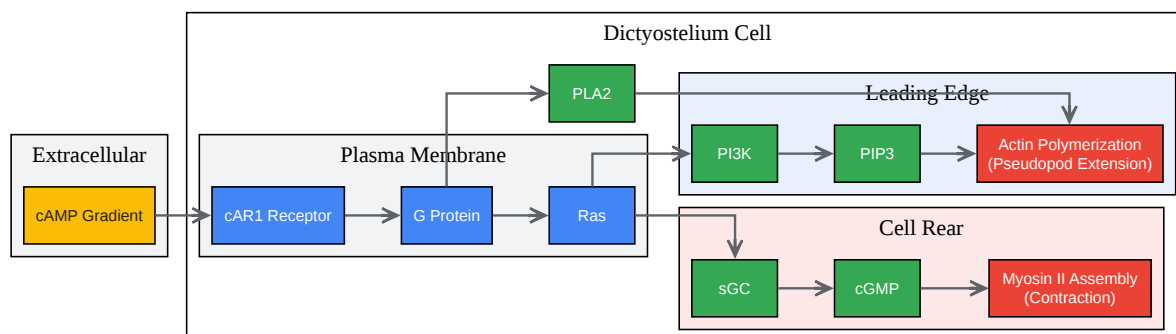 Dictyostelium Cell
PLA2
Leading Edge
Extracellular
Plasma Membrane
PI3K
PIP3
Actin Polymerization
(Pseudopod Extension)
cAMP Gradient
cAR1 Receptor
G Protein
Ras
Cell Rear
sGC
cGMP
Myosin II Assembly
(Contraction)